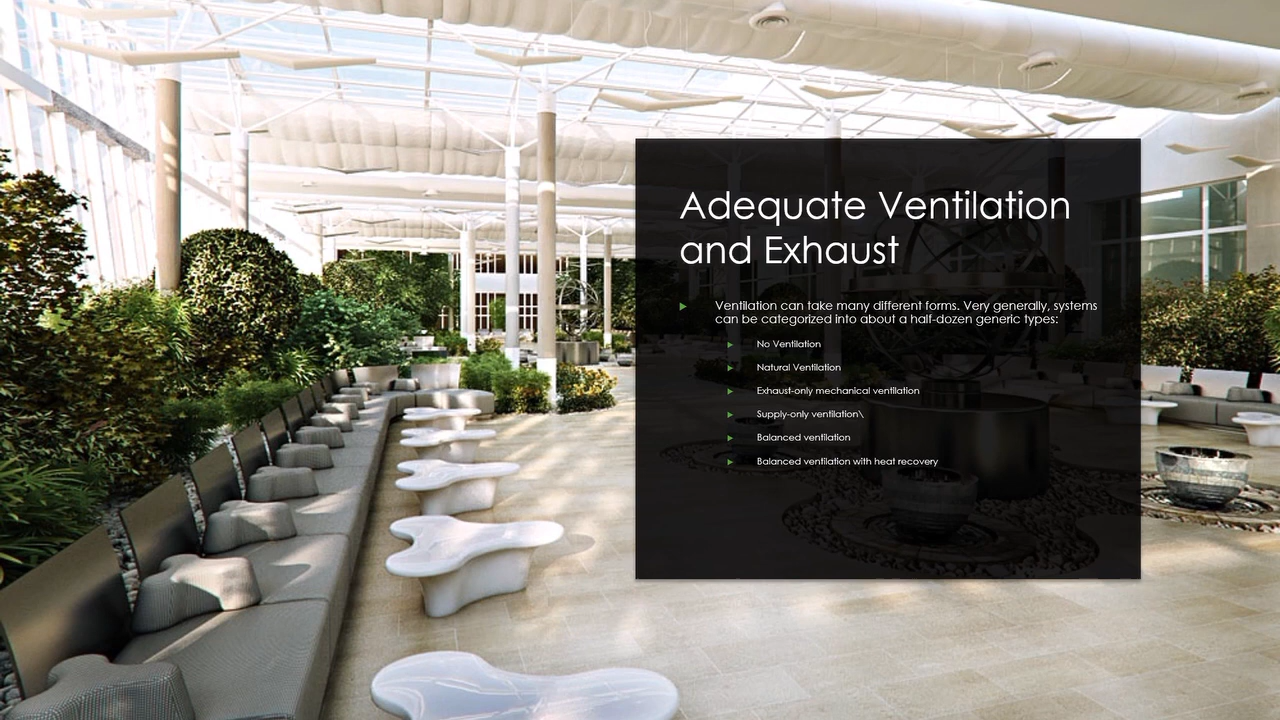 Adequate Ventilation
and Exhaust
Ventilation can take many different forms. Very generally, systems
can be categorized into about a half-dozen generic types:
No Ventilation
Natural Ventilation
Exhaust-only mechanical ventilation
Supply-only ventilation\
Balanced ventilation
Balanced ventilation with heat recovery